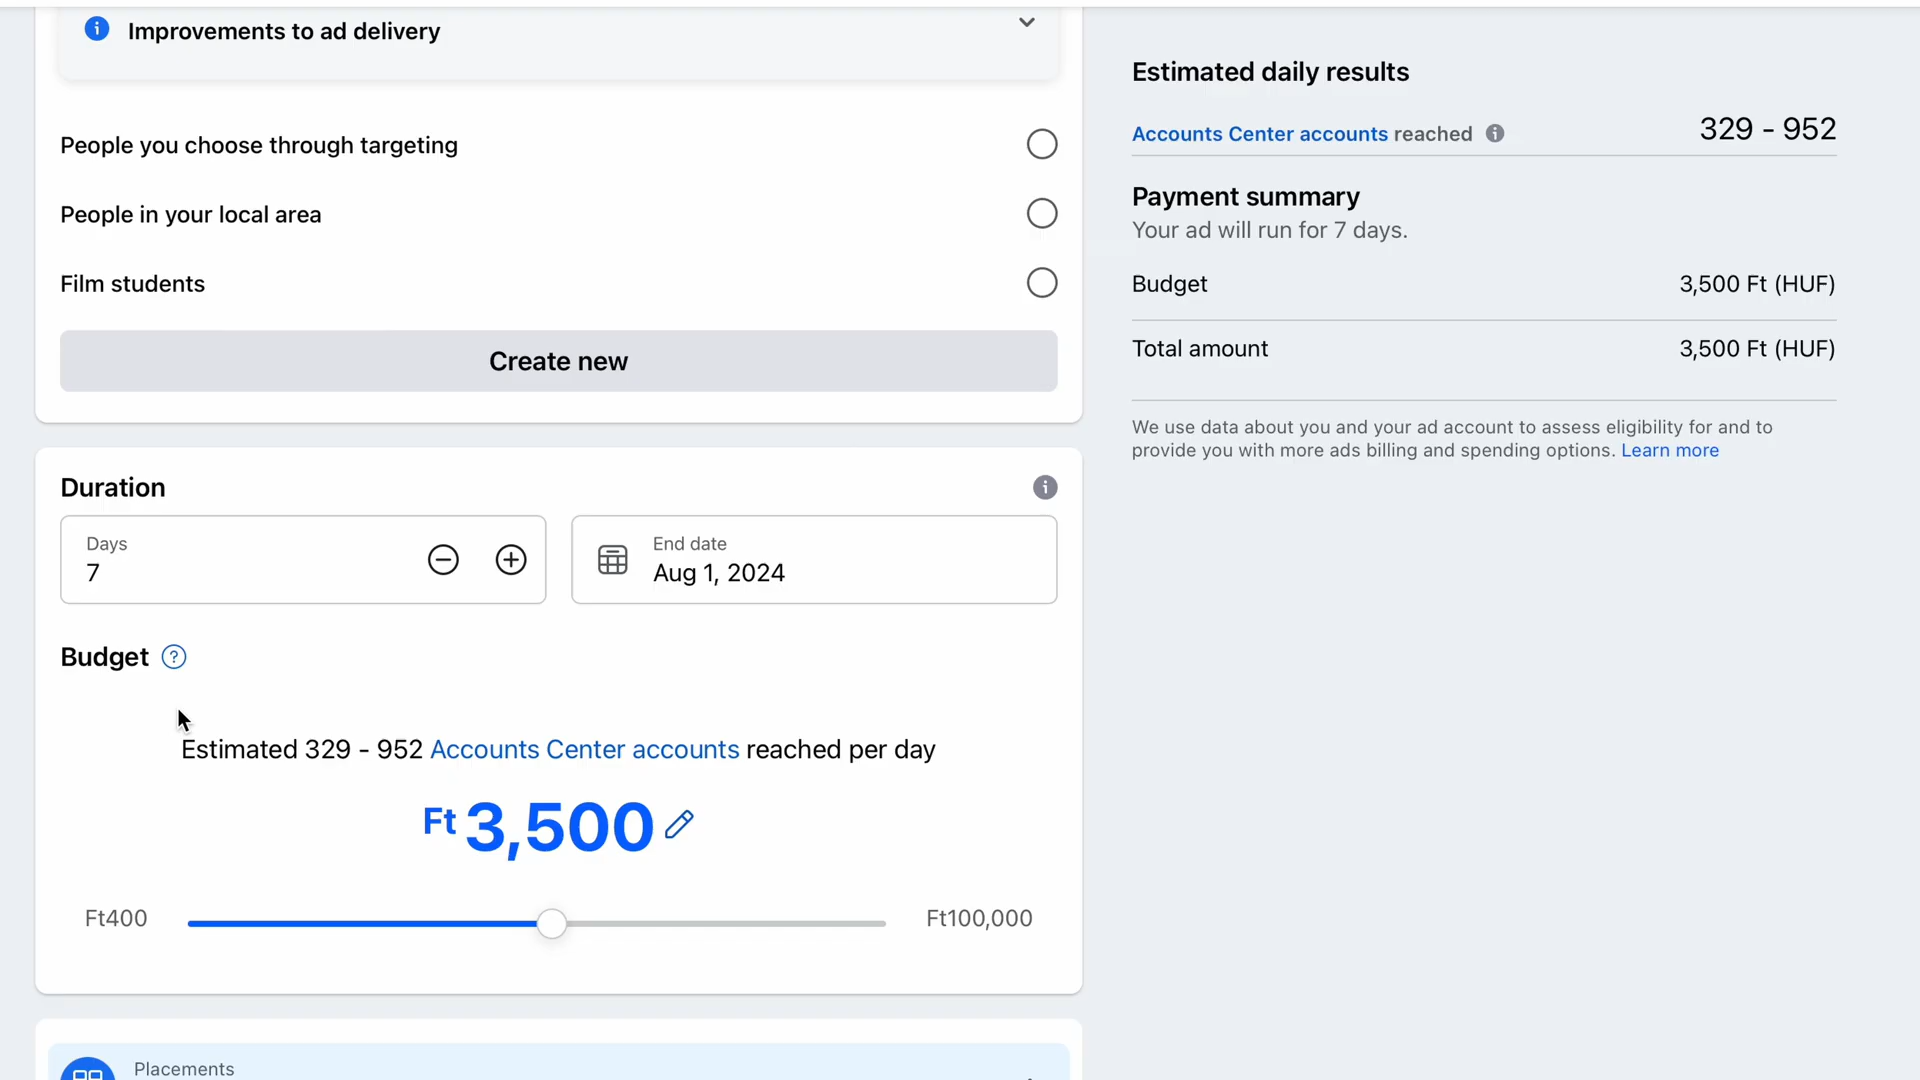 Improvements to ad delivery
People you choose through targeting
People in your local area
Film students
Create new
Duration
Days
7
End date
Aug 1, 2024
Budget
Estimated 329 - 952 Accounts Center accounts reached per day
Ft 3,500
Ft400
Ft100,000
Placements
Estimated daily results
Accounts Center accounts reached
329 - 952
Payment summary
Your ad will run for 7 days.
Budget
3,500 Ft (HUF)
Total amount
3,500 Ft (HUF)
We use data about you and your ad account to assess eligibility for and to
provide you with more ads billing and spending options. Learn more